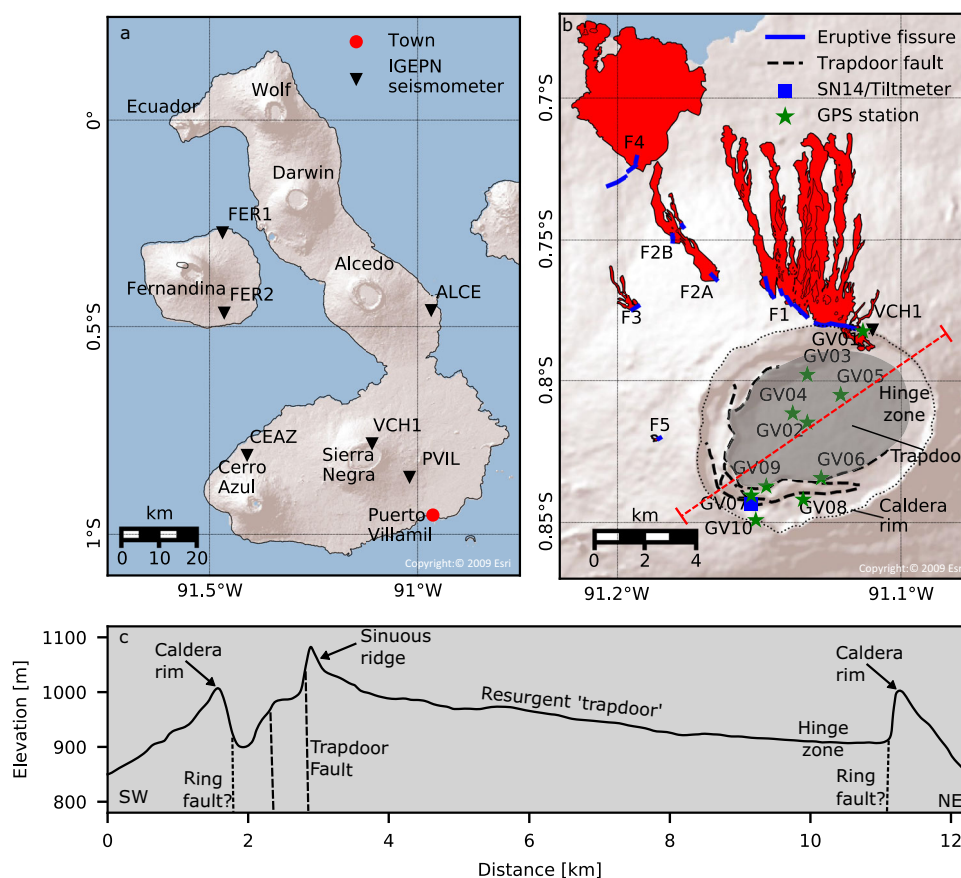 a
Town
IGEPN
seismometer
Wolf
Ecuador
0°
Darwin
FER1
Fernandina
FER2
Alcedo
ALCE
0.5°S
CEAZ
VCH1
Cerro
Azul
Sierra
Negra
PVIL
Puerto
Villamil
km
0 10 20
1°S
Copyright:© 2009 Esri
91.5°W 91°W
b
Eruptive fissure
Trapdoor fault
SN14/Tiltmeter
GPS station
0.7°S
F4
0.75°S
F2B
F2A
F3
F1
VCH1
GV01
GV03
GV05
0.8°S
GV04
Hinge
zone
GV02
F5
Trapdoo
GV06
GV09
GV07
GV08
Caldera
rim
GV10
km
0 2 4
0.85°S
Copyright:© 2009 Esri
91.2°W 91.1°W
c
Elevation [m]
1100
1000
900
800
Caldera
rim
Sinuous
ridge
Resurgent 'trapdoor'
Caldera
rim
Hinge
zone
Trapdoor
Fault
Ring
fault?
Ring
fault?
SW
NE
0 2 4 6 8 10 12
Distance [km]